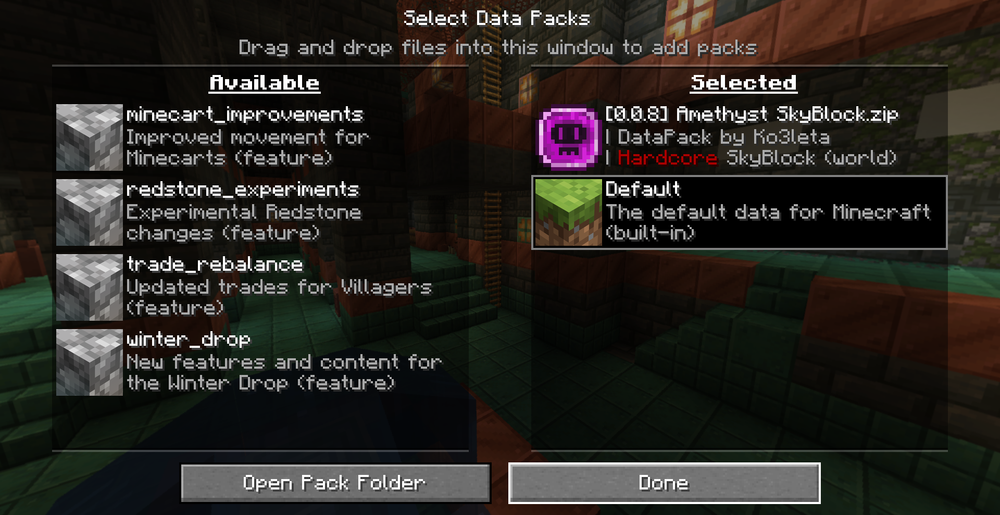 Select Data Packs
Drag and drop files into this window to add packs
Available
minecart_improvements
Improved movement for
Minecarts (feature)
redstone_experiments
Experimental Redstone
changes (feature)
trade_rebalance
Updated trades for Villagers
(feature)
winter_drop
New features and content for
the Winter Drop (feature)
Selected
[0.0.8] Amethyst SkyBlock.zip
| DataPack by Ko3leta
| Hardcore SkyBlock (world)
Default
The default data for Minecraft
(built-in)
Open Pack Folder
Done